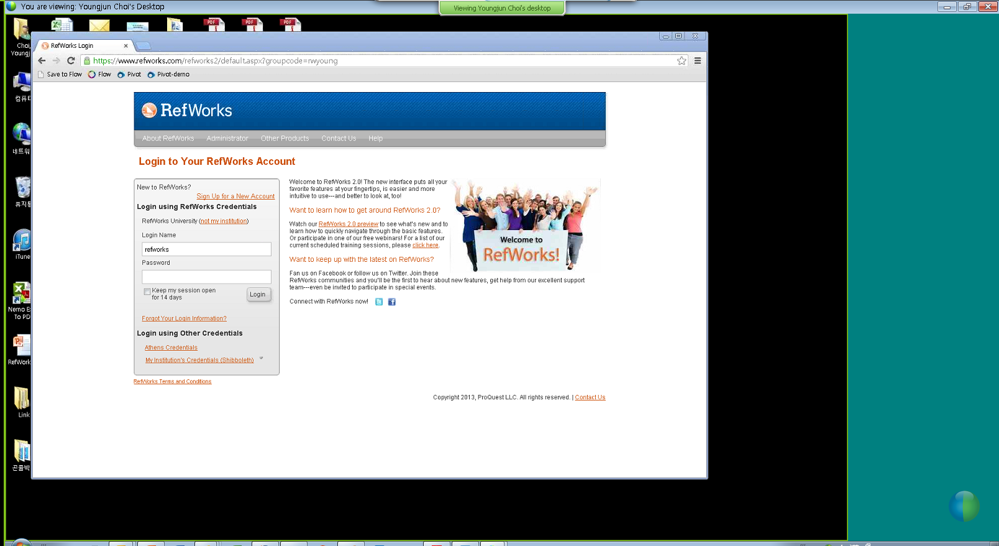 You are viewing: Youngjun Choi's Desktop
Viewing Youngjun Choi's desktop
PDF
PDF
PDF
Choi,
Youngj
컴퓨터
네트워
휴지통
iTune
Nemo E
To PD
RefWork
Link
RefWorks Login
https://www.refworks.com/refworks2/default.aspx?groupcode=rwyoung
Save to Flow Flow Pivot Pivot-demo
RefWorks
About RefWorks Administrator Other Products Contact Us Help
Login to Your RefWorks Account
New to RefWorks?
Sign Up for a New Account
Login using RefWorks Credentials
RefWorks University (not my institution)
Login Name
refworks
Password
Keep my session open
for 14 days
Login
Forgot Your Login Information?
Login using Other Credentials
Athens Credentials
My Institution's Credentials (Shibboleth)
RefWorks Terms and Conditions
Welcome to RefWorks 2.0! The new interface puts all your
favorite features at your fingertips, is easier and more
intuitive to use---and better to look at, too!
Want to learn how to get around RefWorks 2.0?
Watch our RefWorks 2.0 preview to see what's new and to
learn how to quickly navigate through the basic features.
Or participate in one of our free webinars! For a list of our
current scheduled training sessions, please click here.
Want to keep up with the latest on RefWorks?
Fan us on Facebook or follow us on Twitter. Join these
RefWorks communities and you'll be the first to hear about new features, get help from our excellent support
team---even be invited to participate in special events.
Connect with RefWorks now!
Welcome to
RefWorks!
Copyright 2013, ProQuest LLC. All rights reserved. | Contact Us